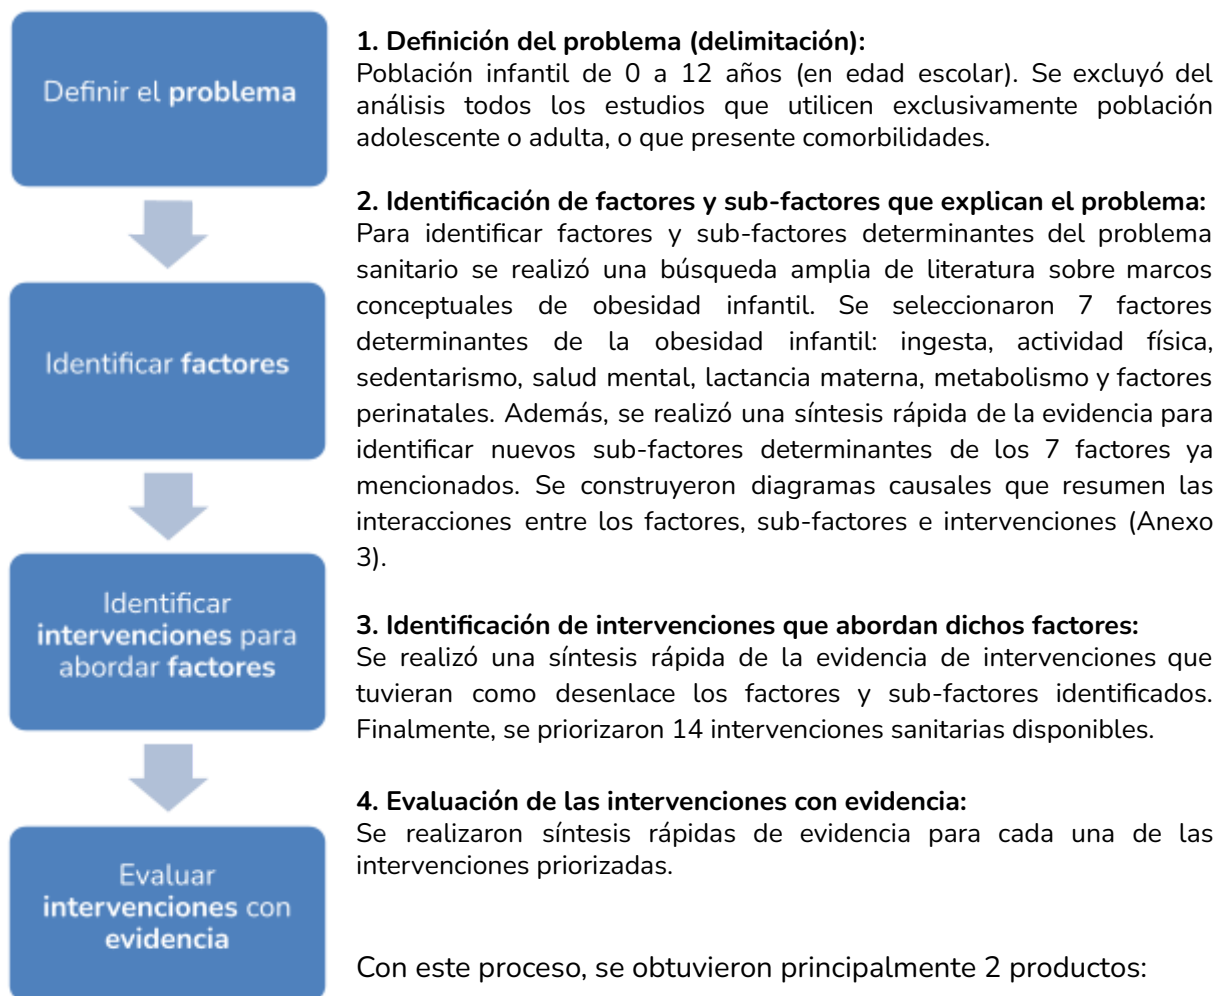 Definir el problema
1. Definición del problema (delimitación):
Población infantil de 0 a 12 años (en edad escolar). Se excluyó del
análisis todos los estudios que utilicen exclusivamente población
adolescente o adulta, o que presente comorbilidades.
Identificar factores
2. Identificación de factores y sub-factores que explican el problema:
Para identificar factores y sub-factores determinantes del problema
sanitario se realizó una búsqueda amplia de literatura sobre marcos
conceptuales de obesidad infantil. Se seleccionaron 7 factores
determinantes de la obesidad infantil: ingesta, actividad física,
sedentarismo, salud mental, lactancia materna, metabolismo y factores
perinatales. Además, se realizó una síntesis rápida de la evidencia para
identificar nuevos sub-factores determinantes de los 7 factores ya
mencionados. Se construyeron diagramas causales que resumen las
interacciones entre los factores, sub-factores e intervenciones (Anexo
3).
Identificar
intervenciones para
abordar factores
3. Identificación de intervenciones que abordan dichos factores:
Se realizó una síntesis rápida de la evidencia de intervenciones que
tuvieran como desenlace los factores y sub-factores identificados.
Finalmente, se priorizaron 14 intervenciones sanitarias disponibles.
Evaluar
intervenciones con
evidencia
4. Evaluación de las intervenciones con evidencia:
Se realizaron síntesis rápidas de evidencia para cada una de las
intervenciones priorizadas.
Con este proceso, se obtuvieron principalmente 2 productos: